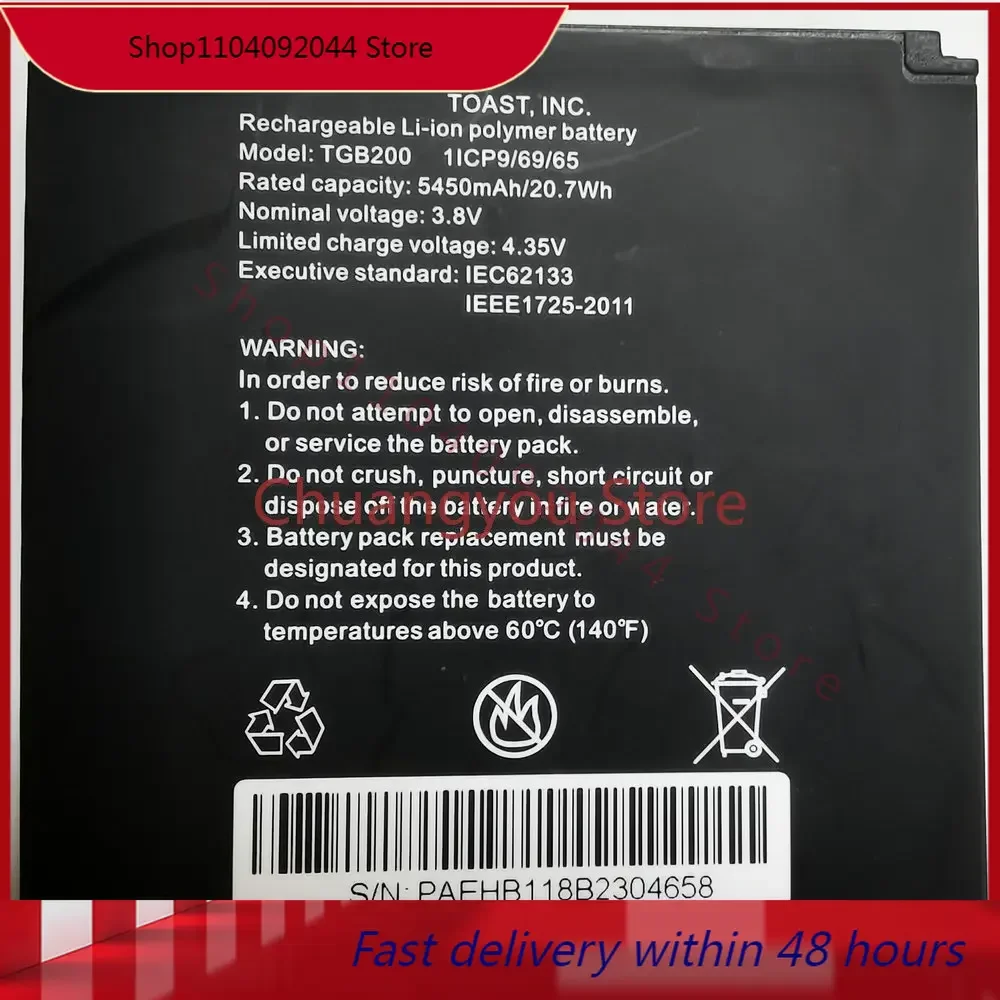 Shop1104092044 Store
TOAST, INC.
Rechargeable Li-ion polymer battery
Model: TGB200 1ICP9/69/65
Rated capacity: 5450mAh/20.7Wh
Nominal voltage: 3.8V
Limited charge voltage: 4.35V
Executive standard: IEC62133
IEEE1725-2011
WARNING:
In order to reduce risk of fire or burns.
1. Do not attempt to open, disassemble,
or service the battery pack.
2. Do not crush, puncture, short circuit or
dispose off the battery in fire or water.
Chuangyou Store
3. Battery pack replacement must be
designated for this product.
4. Do not expose the battery to
temperatures above 60℃ (140℉)
Shop1104092044 Store
S/N: PAEHB118B2304658
Fast delivery within 48 hours